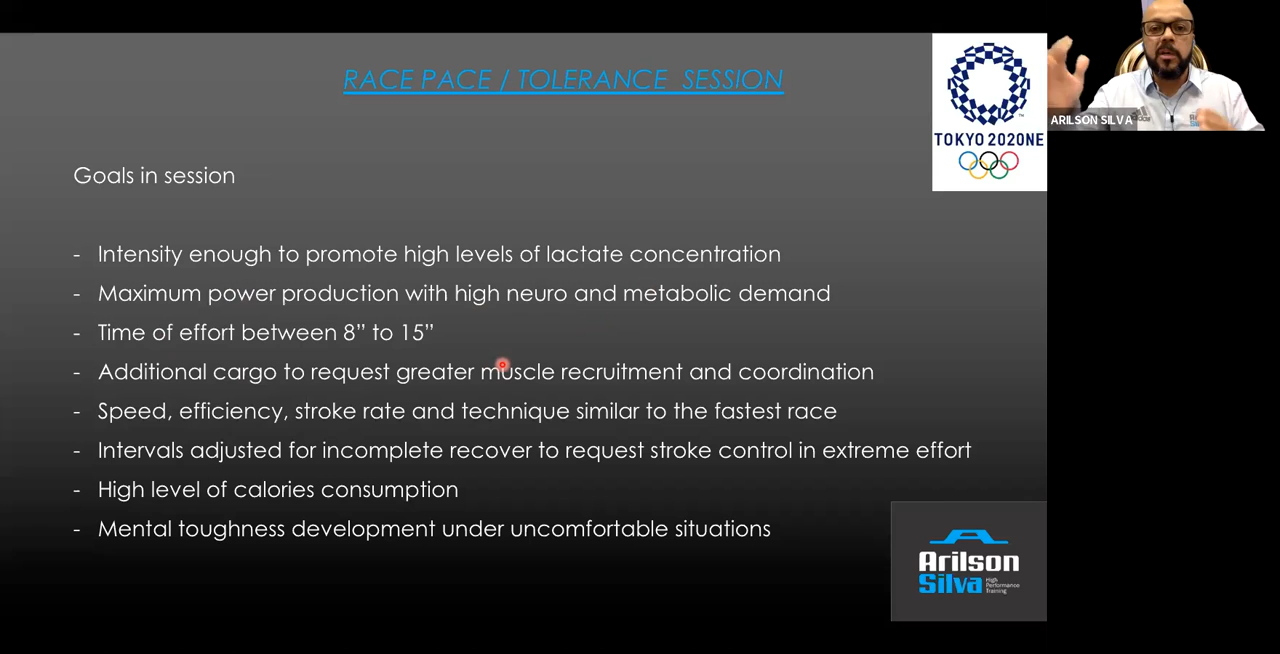 RACE PACE / TOLERANCE SESSION
TOKYO 2020NE
ARILSON SILVA
Goals in session
- Intensity enough to promote high levels of lactate concentration
- Maximum power production with high neuro and metabolic demand
- Time of effort between 8” to 15”
- Additional cargo to request greater muscle recruitment and coordination
- Speed, efficiency, stroke rate and technique similar to the fastest race
- Intervals adjusted for incomplete recover to request stroke control in extreme effort
- High level of calories consumption
- Mental toughness development under uncomfortable situations
Arilson
Silva
High
Performance
Training